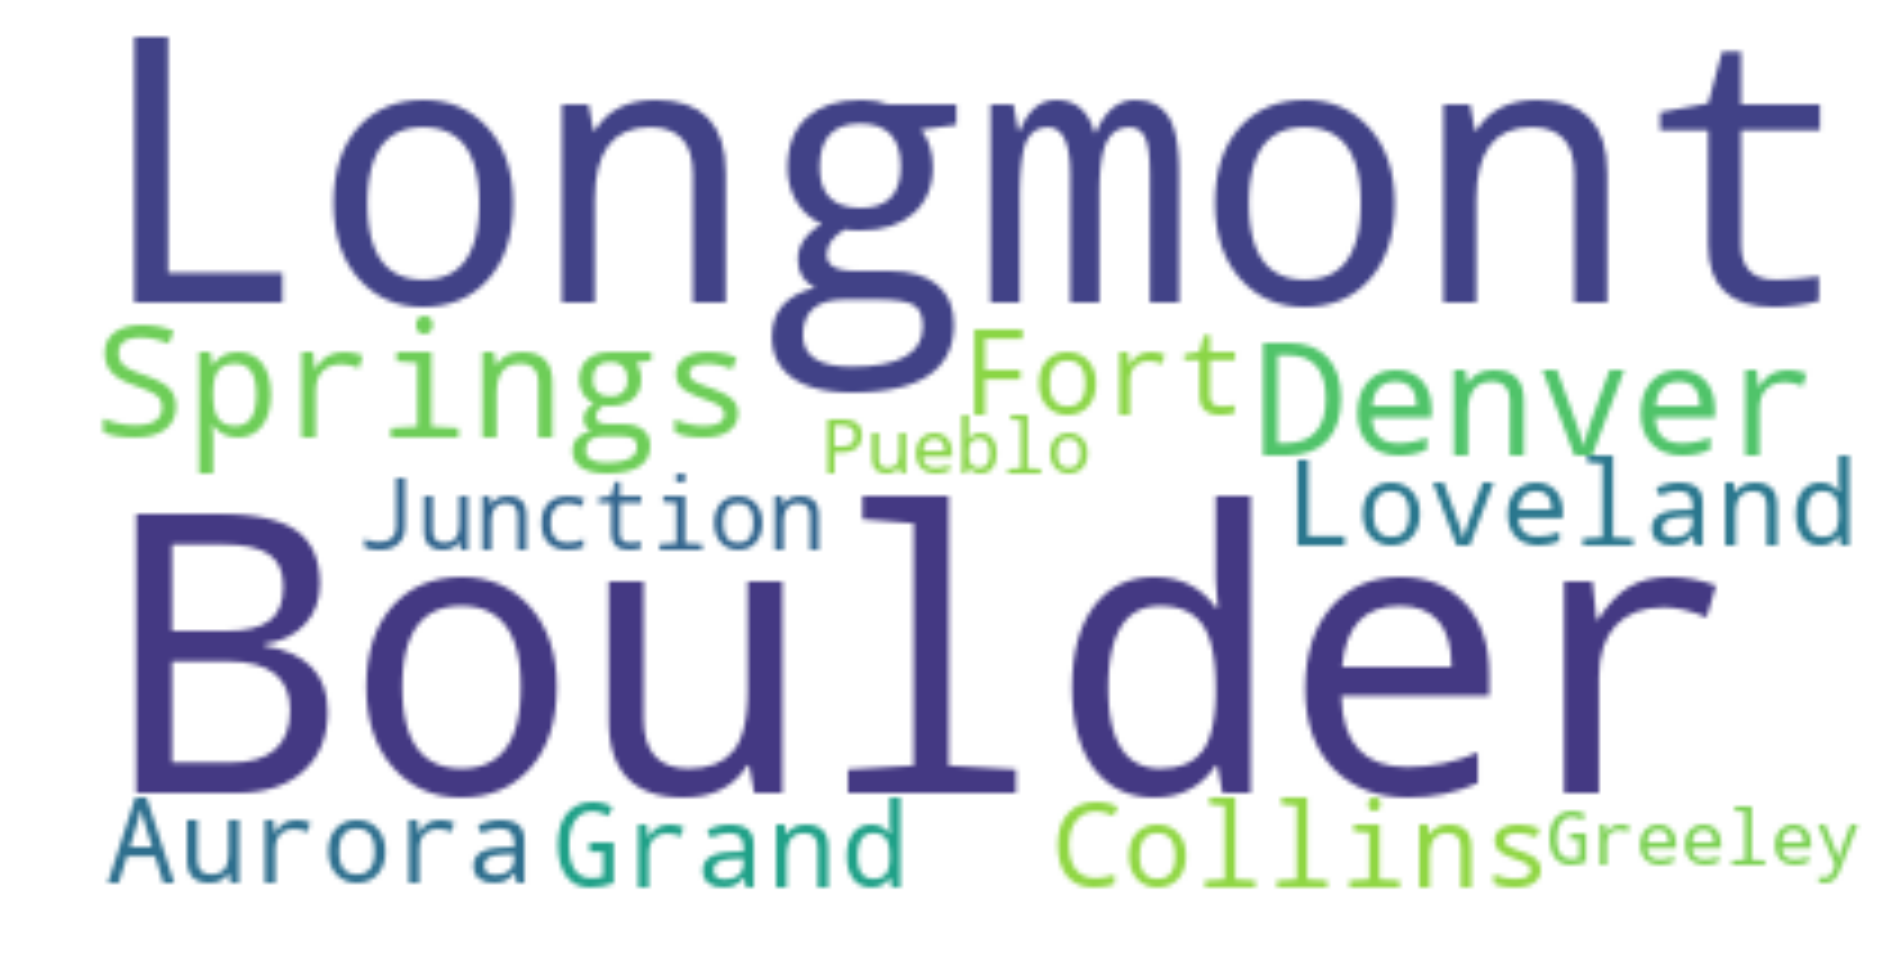 Longmont
Springs Fort Denver
Pueblo
Junction Loveland
Boulder
Aurora Grand Collins Greeley